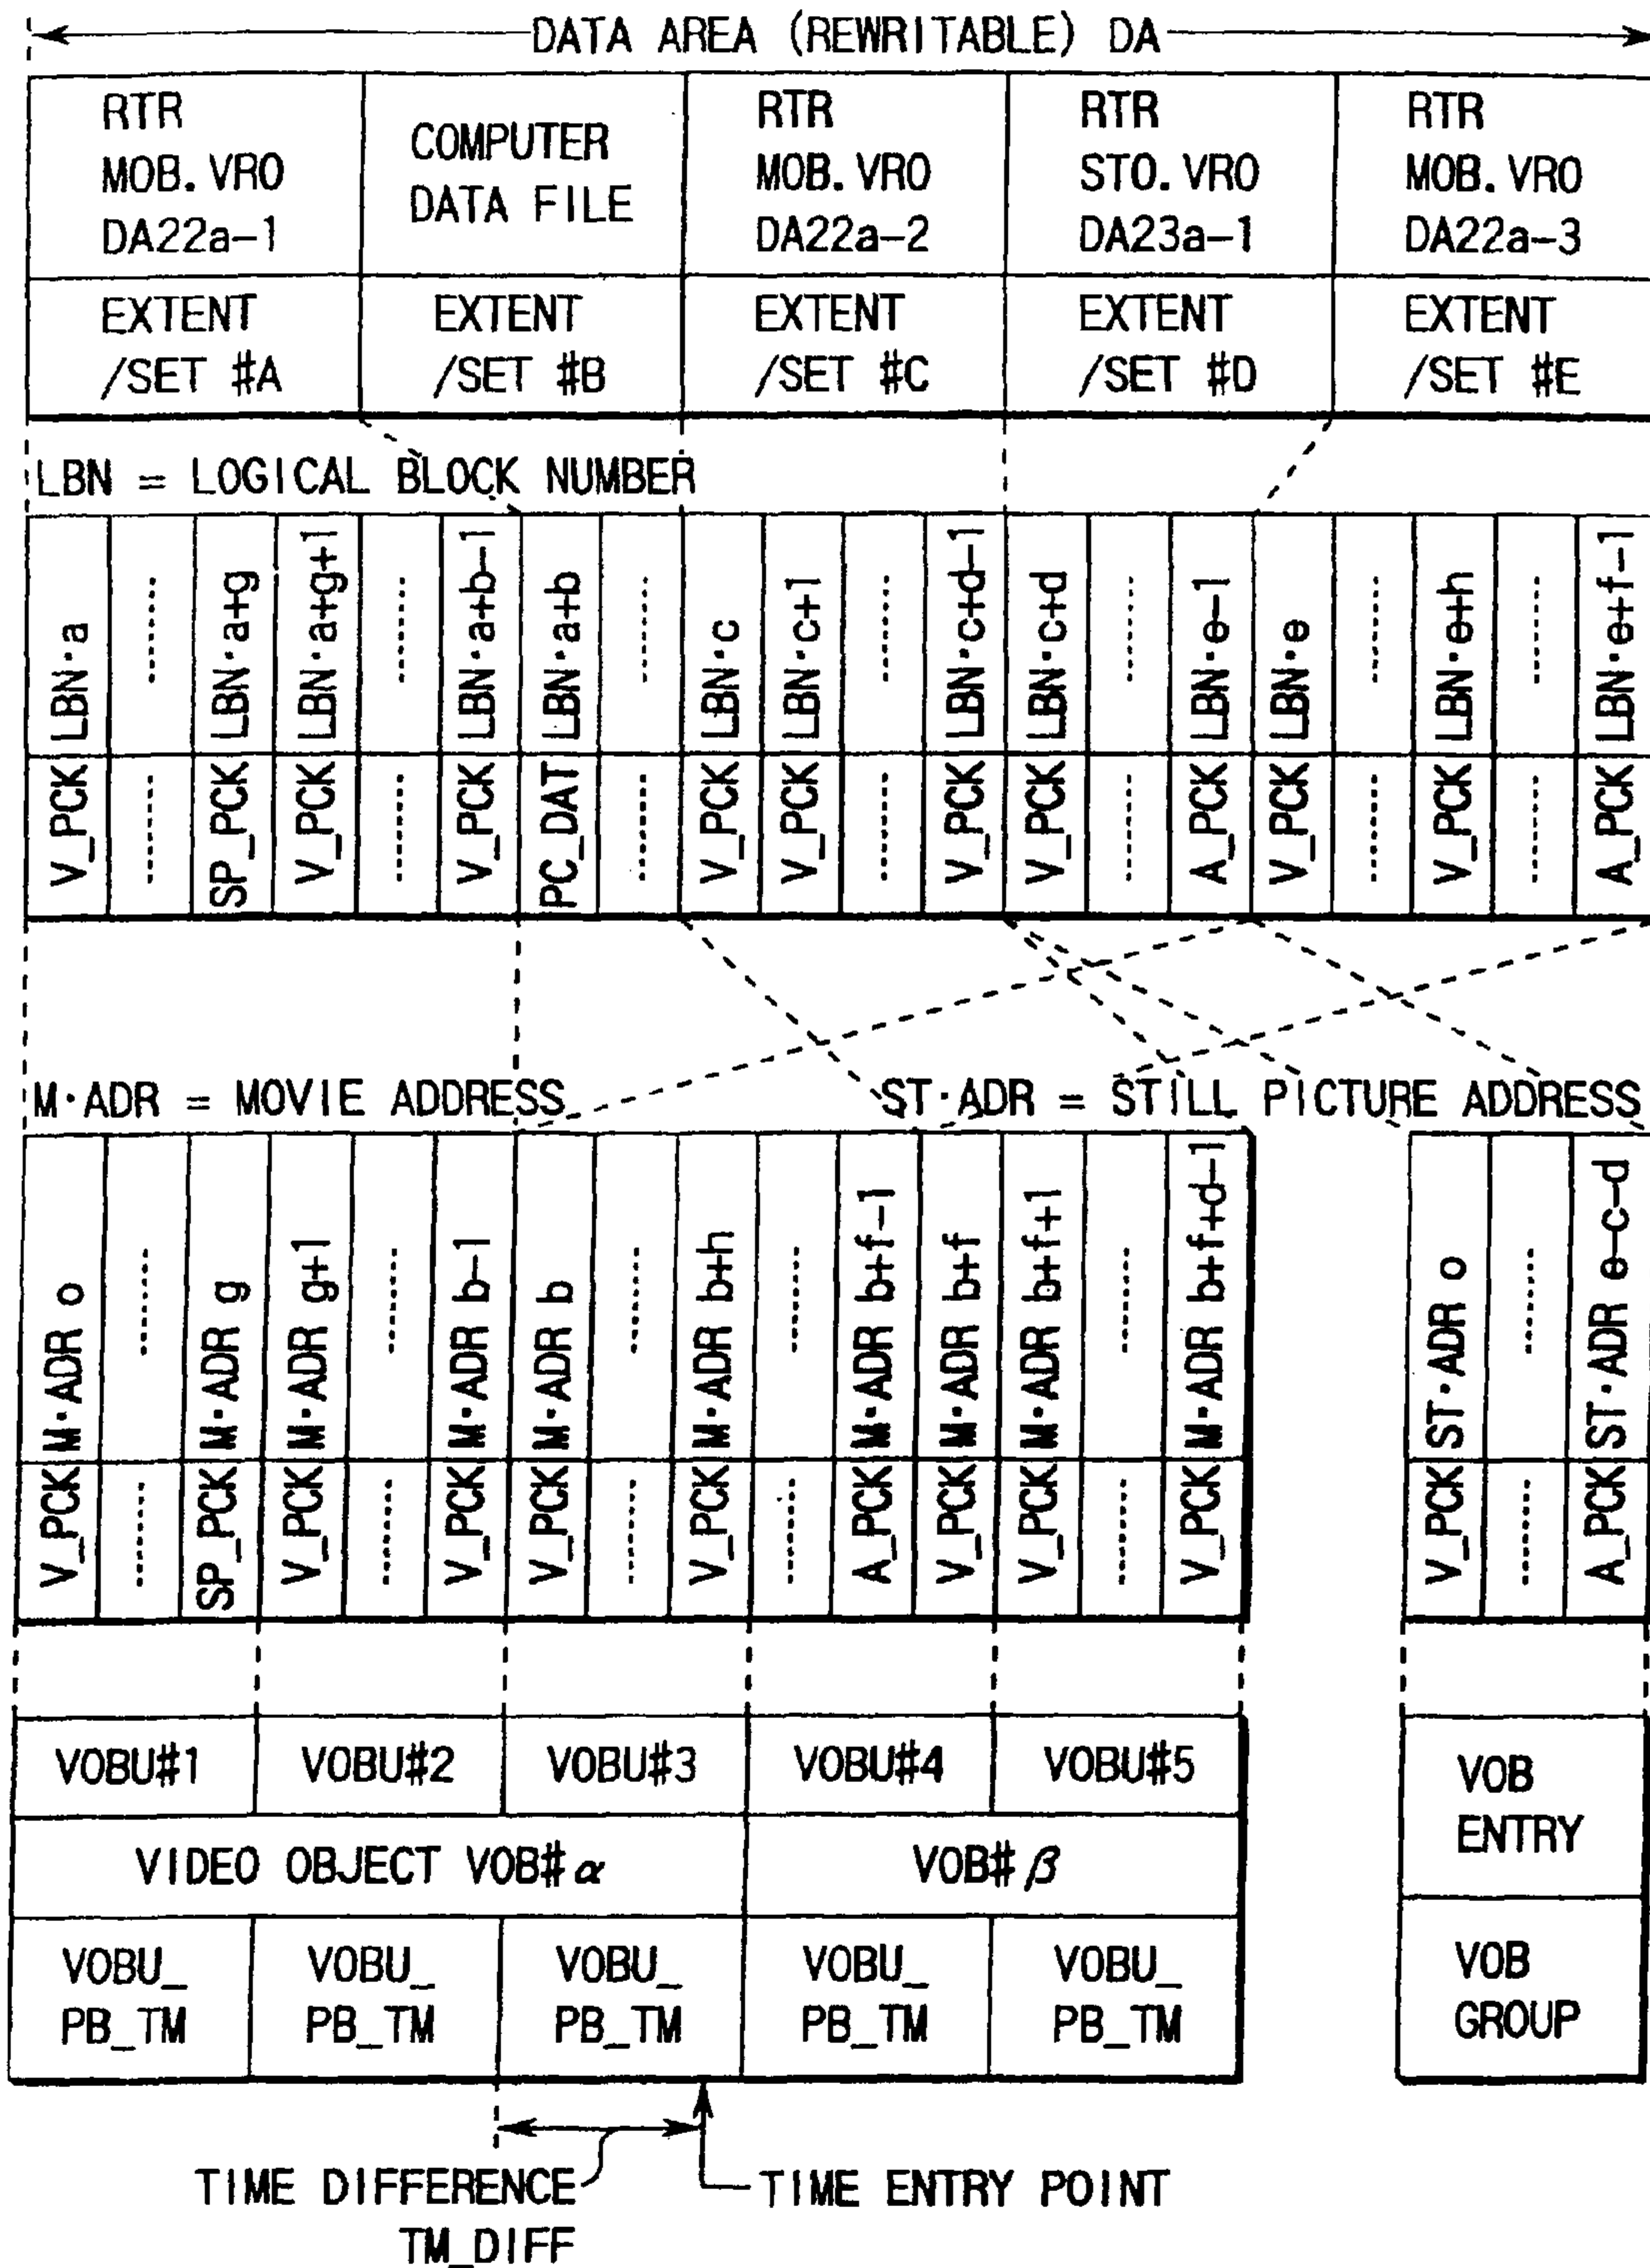 DATA AREA (REWRITABLE) DA
RTR MOB.VRO DA22a-1
COMPUTER DATA FILE
RTR MOB.VRO DA22a-2
RTR STO.VRO DA23a-1
RTR MOB.VRO DA22a-3
EXTENT /SET #A
EXTENT /SET #B
EXTENT /SET #C
EXTENT /SET #D
EXTENT /SET #E
LBN = LOGICAL BLOCK NUMBER
V_PCK LBN·a
........ ........
SP_PCK LBN·a+g
V_PCK LBN·a+g+1
........ ........
V_PCK LBN·a+b-1
PC_DAT LBN·a+b
........ ........
V_PCK LBN·c
V_PCK LBN·c+1
........ ........
V_PCK LBN·c+d-1
V_PCK LBN·c+d
........ ........
A_PCK LBN·e-1
V_PCK LBN·e
........ ........
V_PCK LBN·e+h
........ ........
A_PCK LBN·e+f-1
M·ADR = MOVIE ADDRESS
ST·ADR = STILL PICTURE ADDRESS
V_PCK M·ADR o
........ ........
SP_PCK M·ADR g
V_PCK M·ADR g+1
........ ........
V_PCK M·ADR b-1
V_PCK M·ADR b
........ ........
V_PCK M·ADR b+h
........ ........
A_PCK M·ADR b+f-1
V_PCK M·ADR b+f
V_PCK M·ADR b+f+1
........ ........
V_PCK M·ADR b+f+d-1
V_PCK ST·ADR o
........ ........
A_PCK ST·ADR e-c-d
VOBU#1
VOBU#2
VOBU#3
VOBU#4
VOBU#5
VOB ENTRY
VIDEO OBJECT VOB#α
VOB#β
VOBU_ PB_TM
VOBU_ PB_TM
VOBU_ PB_TM
VOBU_ PB_TM
VOBU_ PB_TM
VOB GROUP
TIME DIFFERENCE TM_DIFF
TIME ENTRY POINT